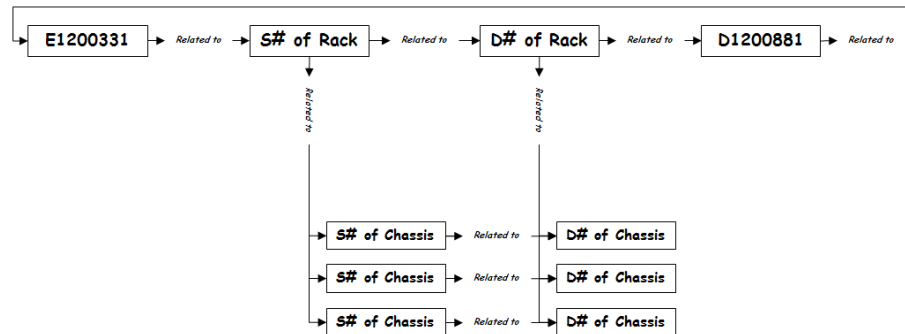 E1200331 Related to S# of Rack Related to D# of Rack Related to D1200881 Related to
Related to Related to
S# of Chassis Related to D# of Chassis
S# of Chassis Related to D# of Chassis
S# of Chassis Related to D# of Chassis